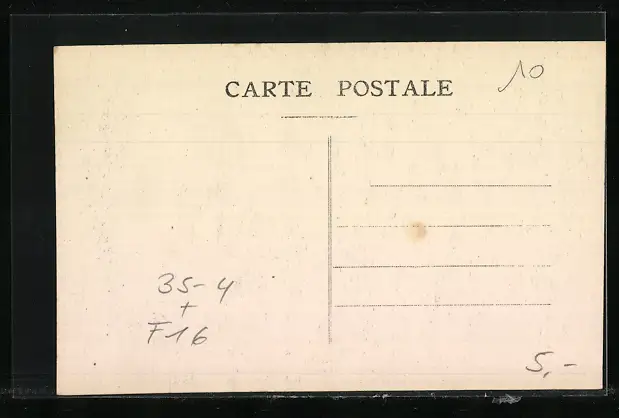 10
CARTE POSTALE
35-4
+
F16
5,-